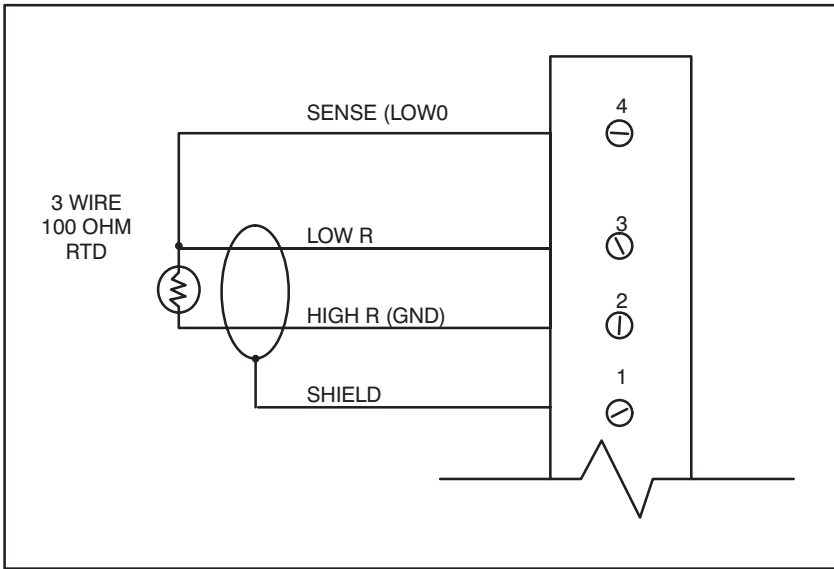 SENSE (LOW0
4
3 WIRE
100 OHM
RTD
LOW R
3
HIGH R (GND)
2
SHIELD
1